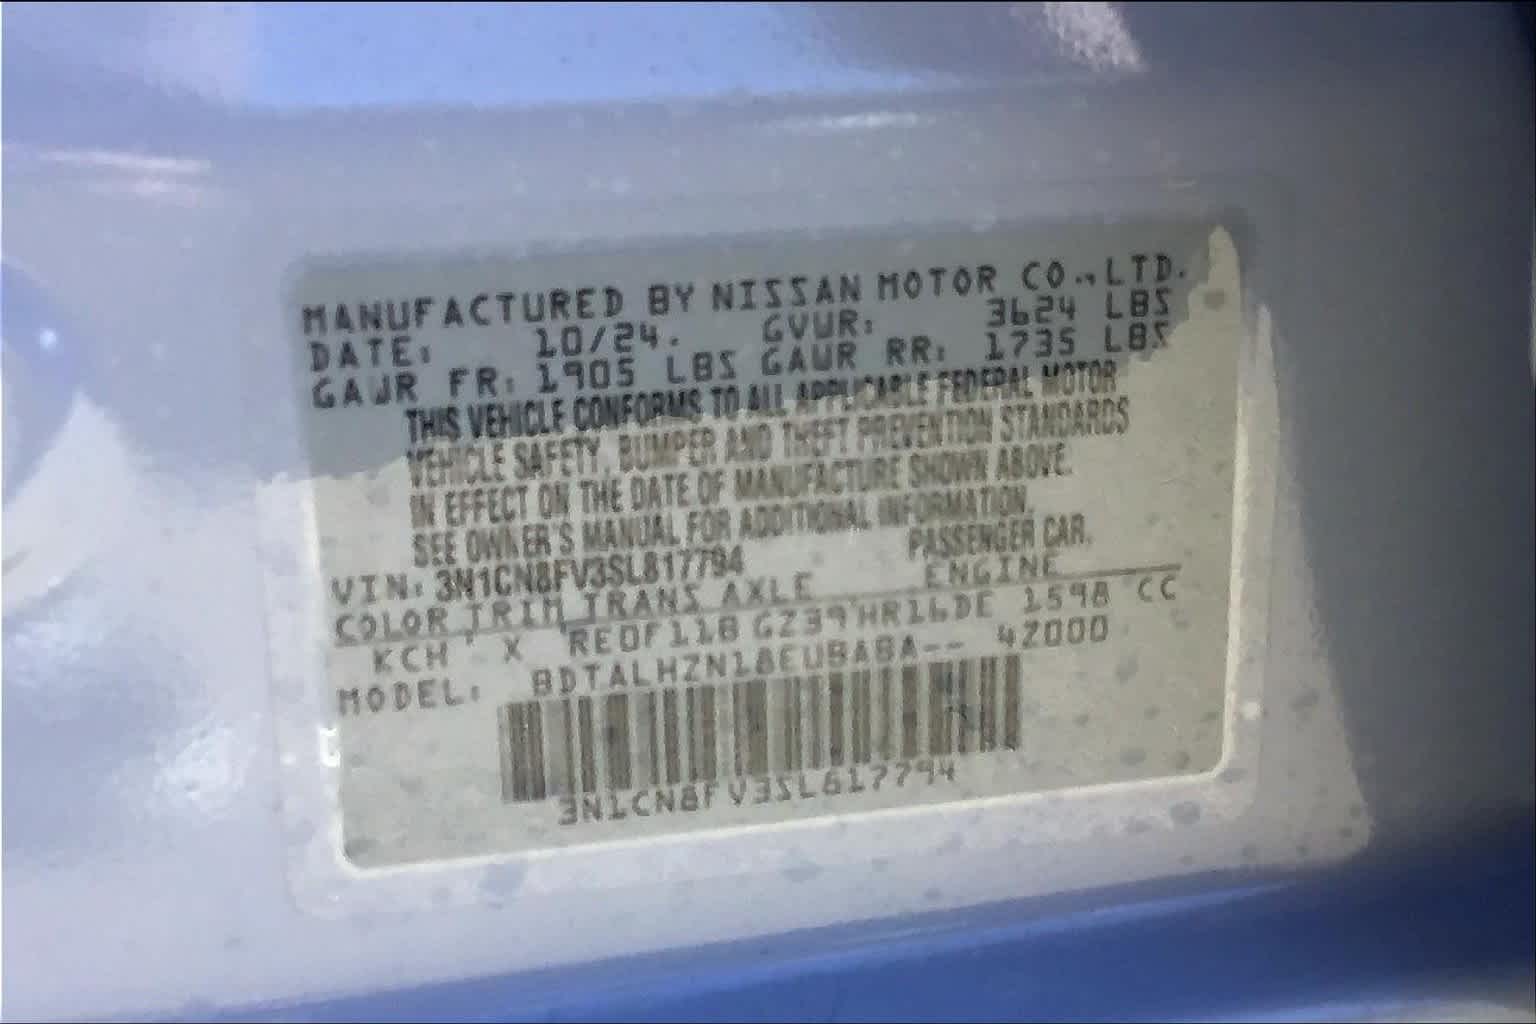 MANUFACTURED BY NISSAN MOTOR CO., LTD.
DATE: 10/24. GVWR: 3624 LBS
GAWR FR: 1905 LBS GAWR RR: 1735 LBS
THIS VEHICLE CONFORMS TO ALL APPLICABLE FEDERAL MOTOR
VEHICLE SAFETY, BUMPER AND THEFT PREVENTION STANDARDS
IN EFFECT ON THE DATE OF MANUFACTURE SHOWN ABOVE.
SEE OWNER'S MANUAL FOR ADDITIONAL INFORMATION.
VIN: 3N1CN8FV3SL817794 PASSENGER CAR.
COLOR TRIM TRANS AXLE ENGINE
KCH X RE0F11B GZ39 HR16DE 1598 CC
MODEL: BDTALHZN18EUBABA-- 42000